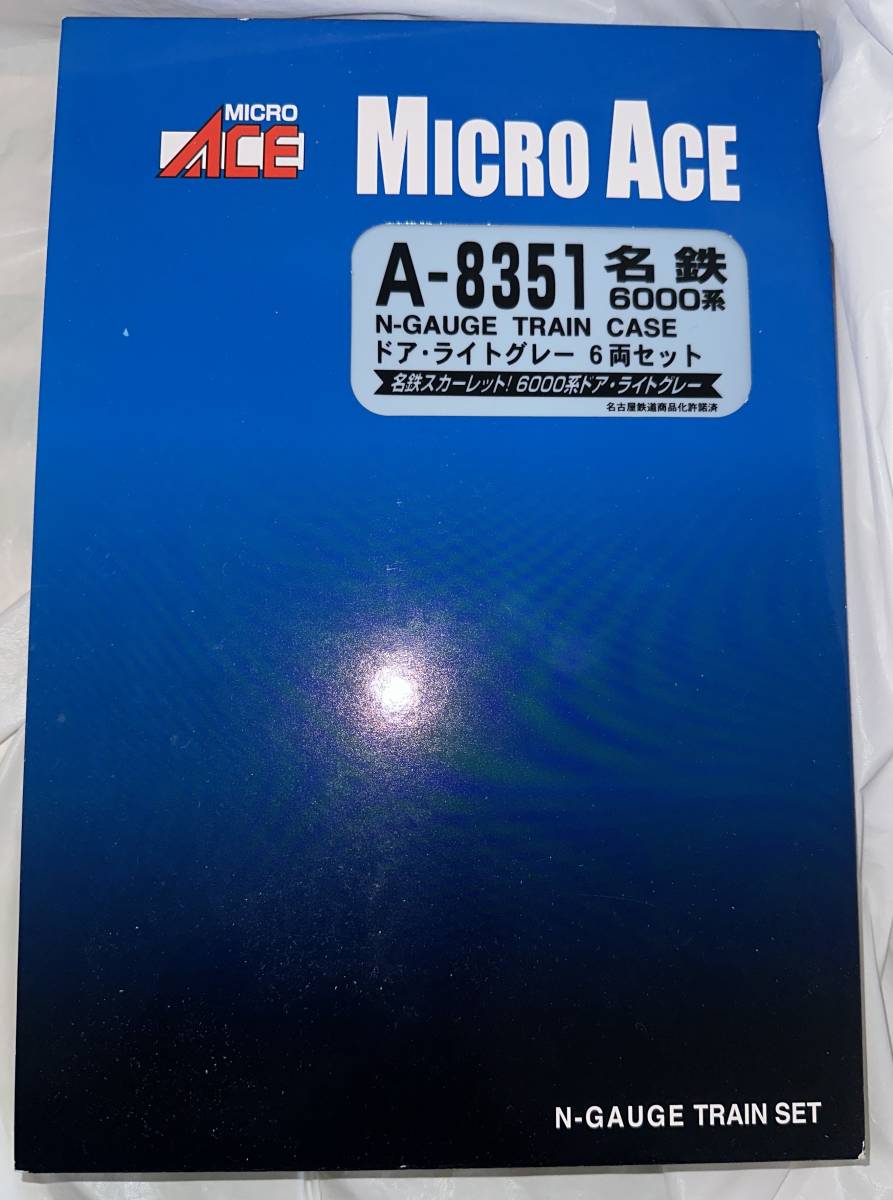 MICRO
ACE
MICRO ACE
A-8351 名鉄
6000系
N-GAUGE TRAIN CASE
ドア・ライトグレー 6両セット
名鉄スカーレット! 6000系ドア・ライトグレー
名古屋鉄道商品化許諾済
N-GAUGE TRAIN SET